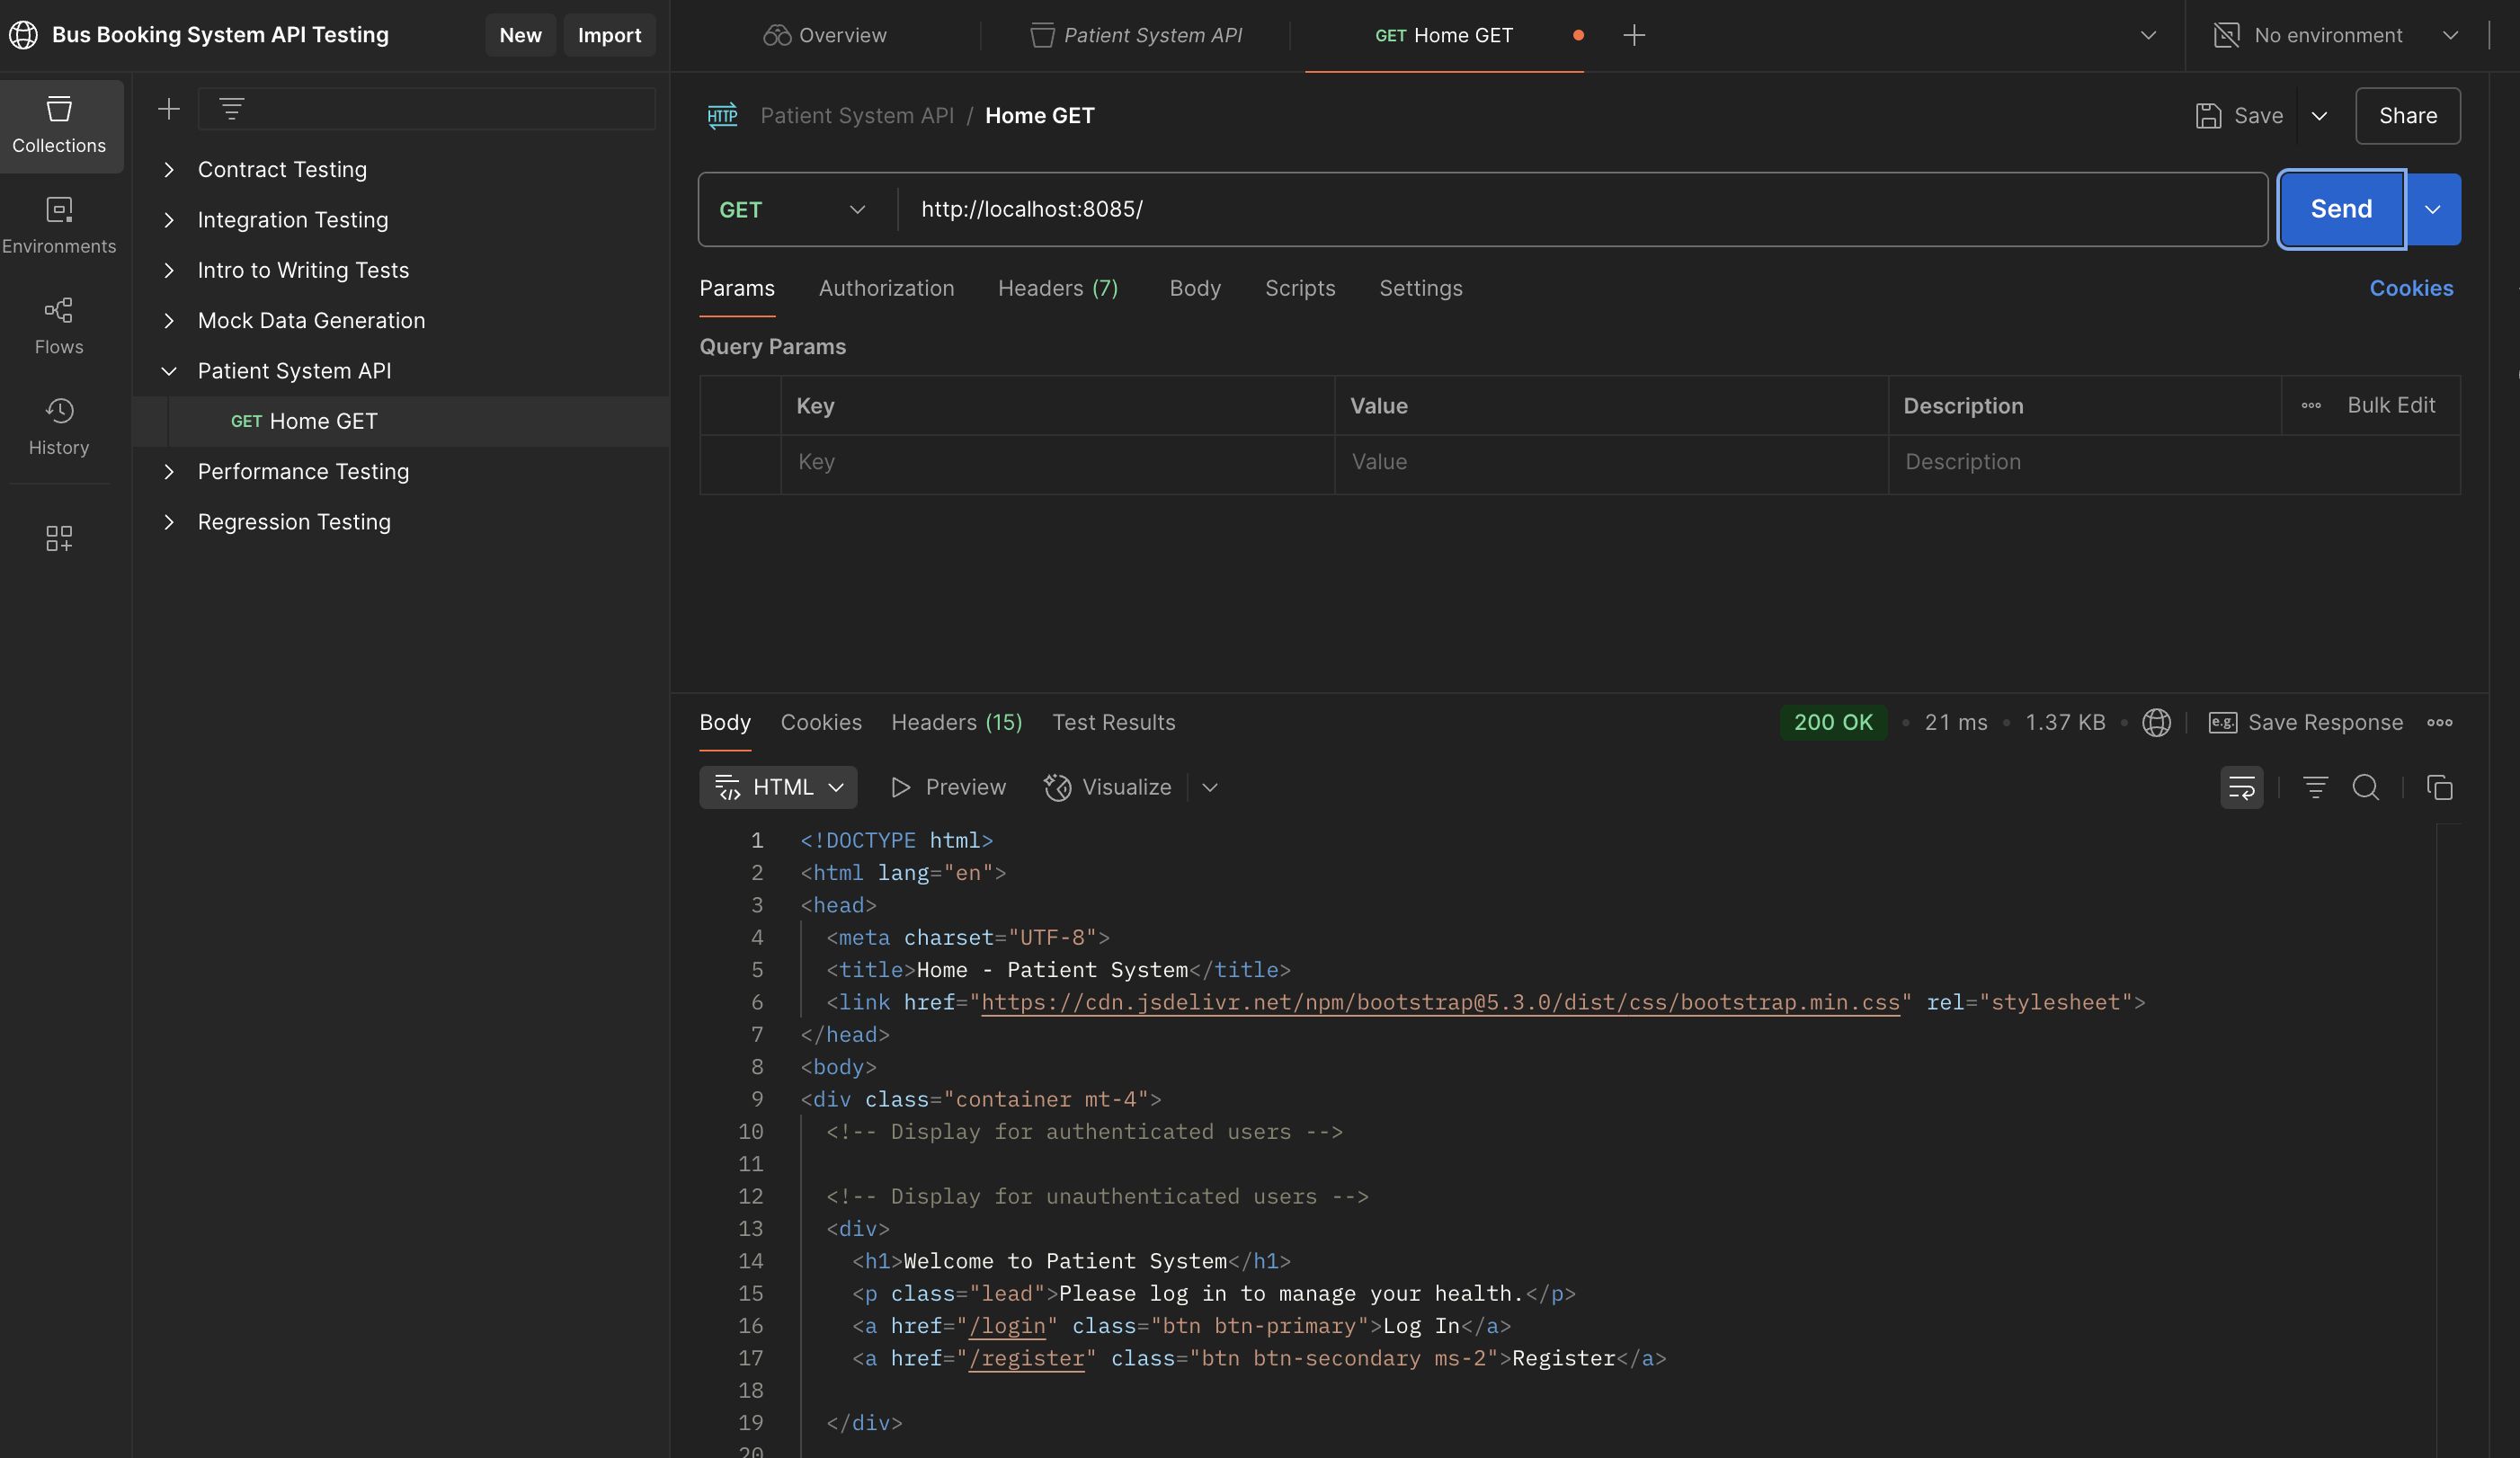 Bus Booking System API Testing
New
Import
Overview
Patient System API
GET Home GET
No environment
Collections
Environments
Flows
History
Contract Testing
Integration Testing
Intro to Writing Tests
Mock Data Generation
Patient System API
GET Home GET
Performance Testing
Regression Testing
HTTP Patient System API / Home GET
Save
Share
GET
http://localhost:8085/
Send
Params
Authorization
Headers (7)
Body
Scripts
Settings
Cookies
Query Params
Key
Value
Description
Bulk Edit
Key
Value
Description
Body
Cookies
Headers (15)
Test Results
200 OK
21 ms
1.37 KB
e.g.
Save Response
HTML
Preview
Visualize
1 <!DOCTYPE html>
2 <html lang="en">
3 <head>
4 <meta charset="UTF-8">
5 <title>Home - Patient System</title>
6 <link href="https://cdn.jsdelivr.net/npm/bootstrap@5.3.0/dist/css/bootstrap.min.css" rel="stylesheet">
7 </head>
8 <body>
9 <div class="container mt-4">
10 <!-- Display for authenticated users -->
11
12 <!-- Display for unauthenticated users -->
13 <div>
14 <h1>Welcome to Patient System</h1>
15 <p class="lead">Please log in to manage your health.</p>
16 <a href="/login" class="btn btn-primary">Log In</a>
17 <a href="/register" class="btn btn-secondary ms-2">Register</a>
18
19 </div>
20